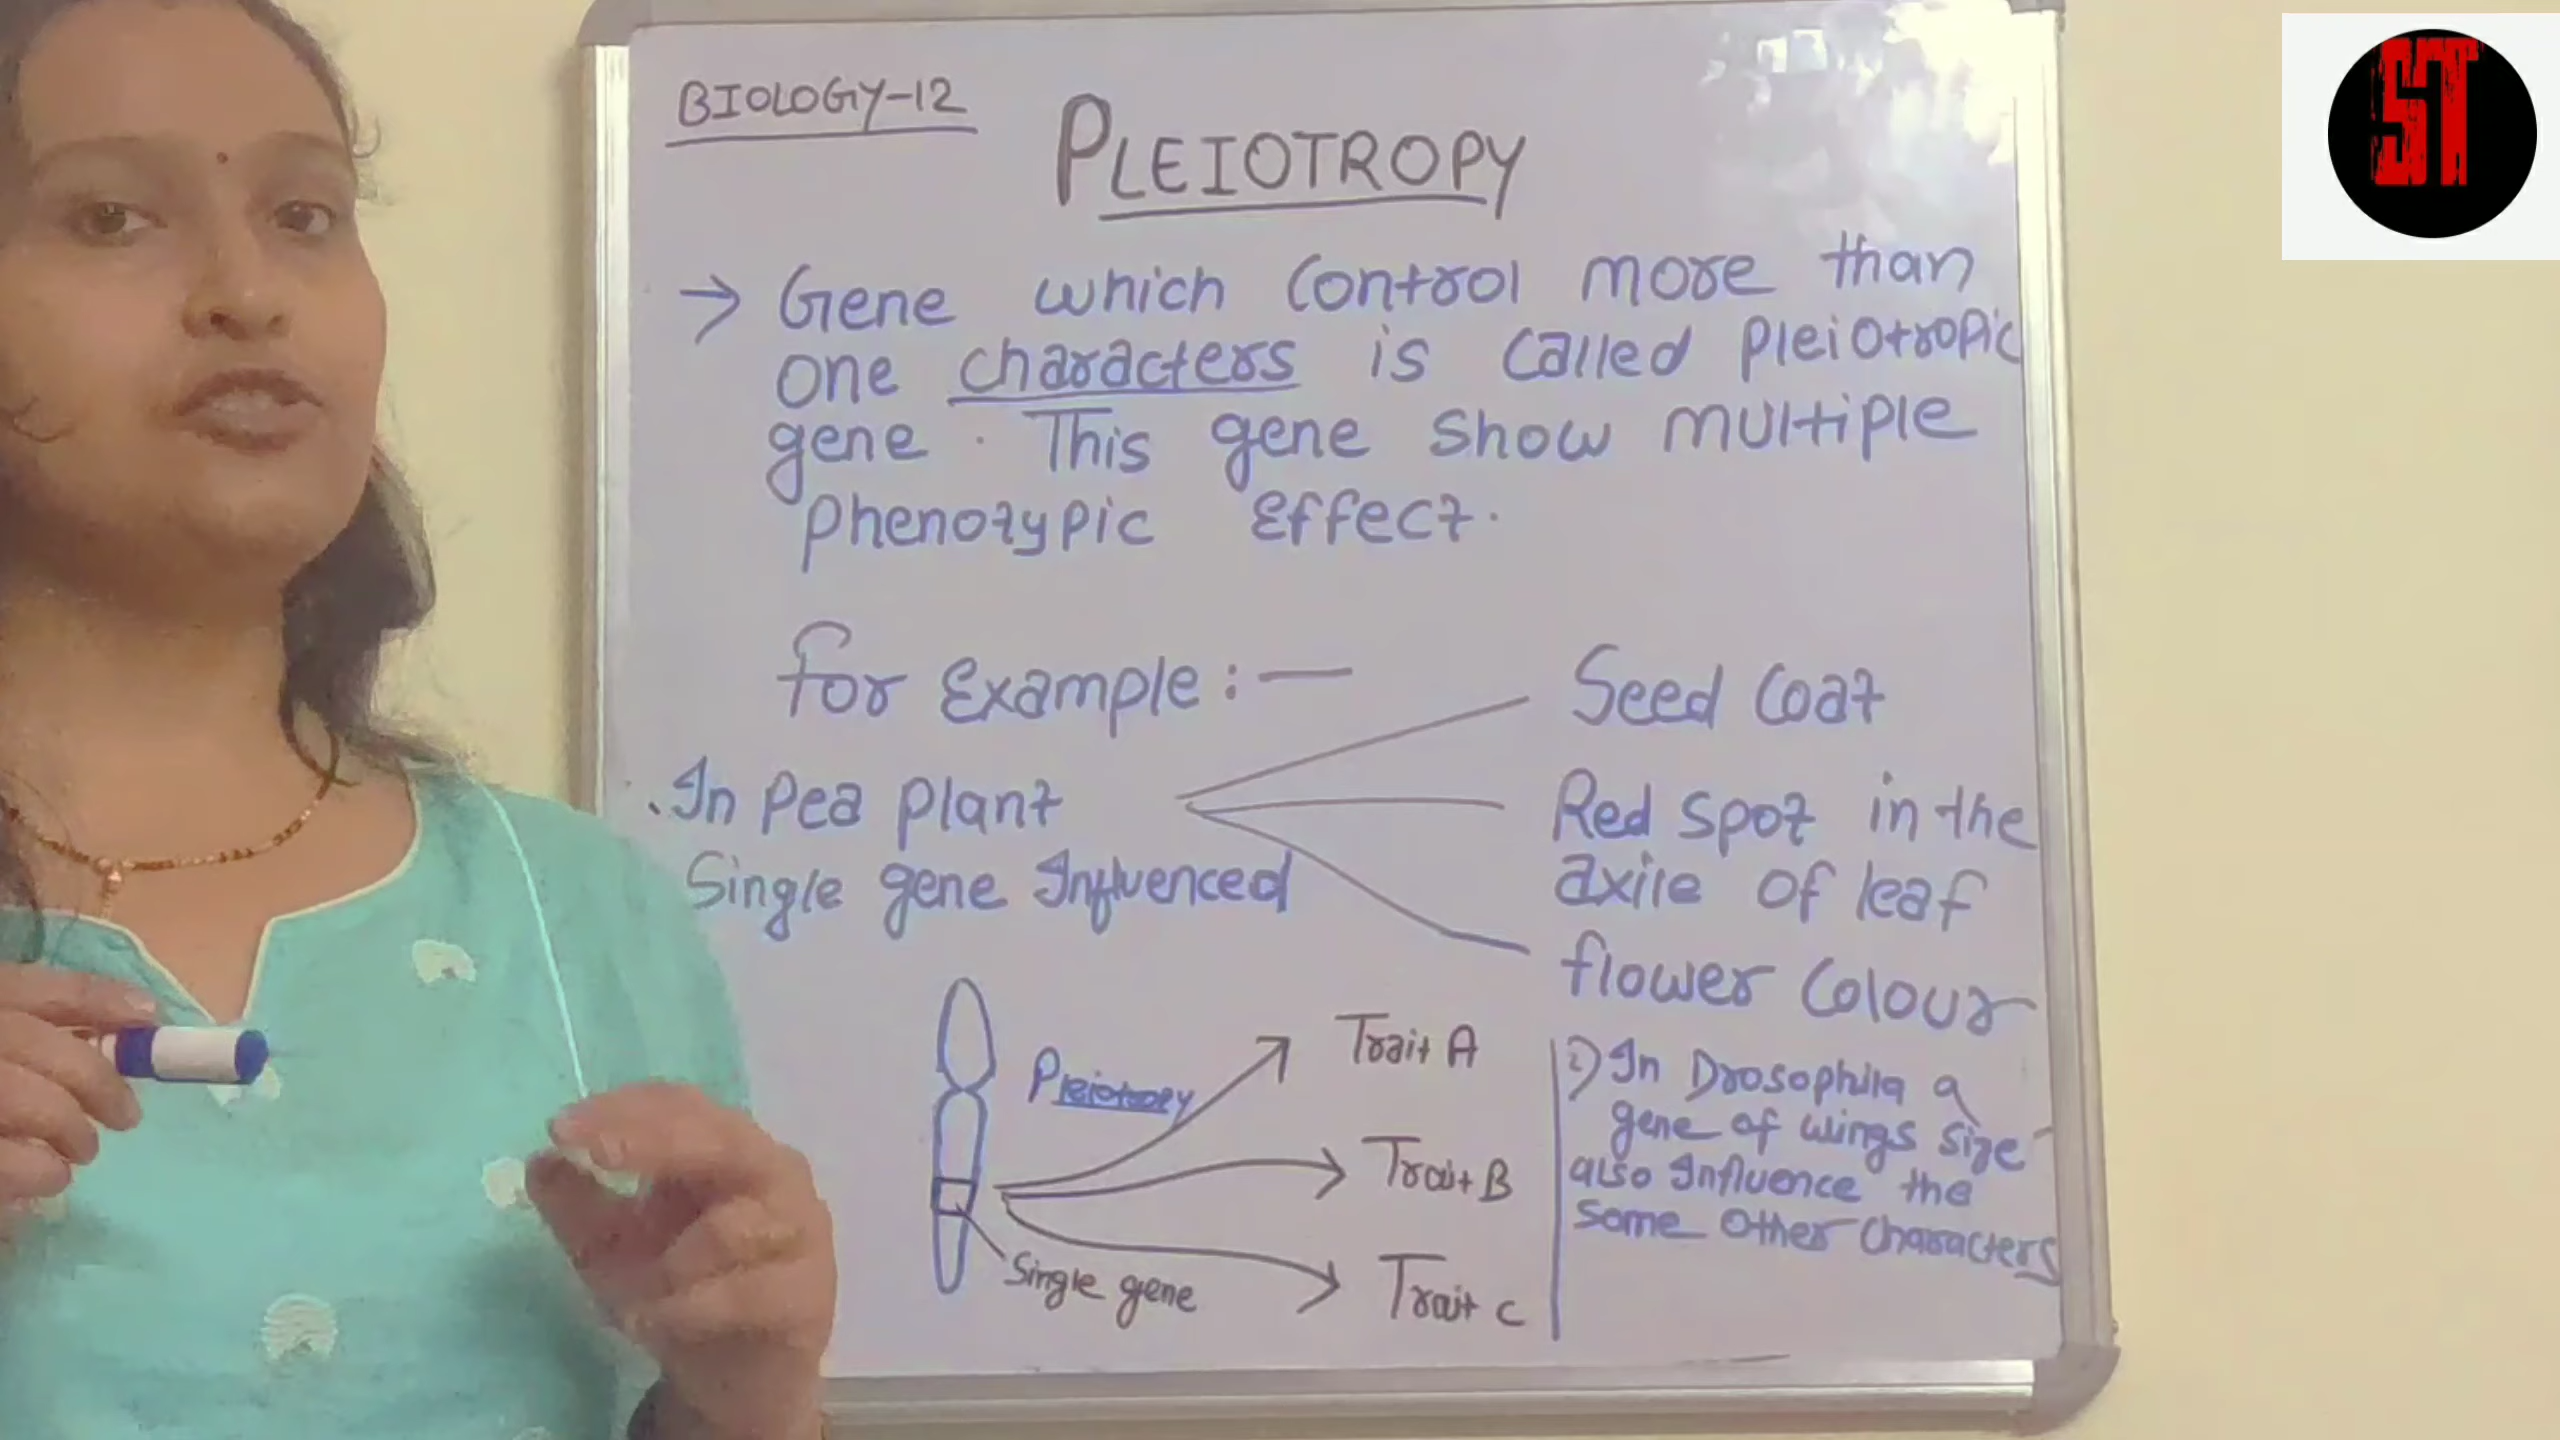 BIOLOGY-12
PLEIOTROPY
→ Gene which control more than
one characters is called pleiotropic
gene. This gene show multiple
phenotypic effect.
for Example :—
Seed coat
In pea plant
Red spot in the
Single gene Influenced
axile of leaf
flower colour
Pleiotropy
Trait A
Trait B
Trait C
Single gene
2) In Drosophila a
gene of wings size
also Influence the
some other characters
ST